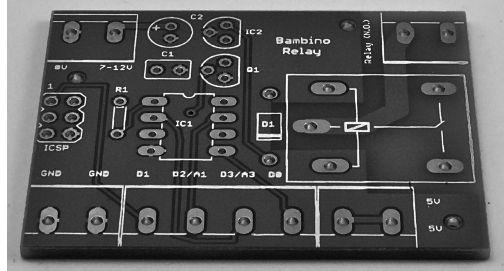 C2
IC2
Bambino
Relay
Relay (N.O.)
+
0V
7-12V
C1
Q1
1
R1
IC1
D1
ICSP
GND
GND
D1
D2/A1
D3/A3
D0
5V
5V